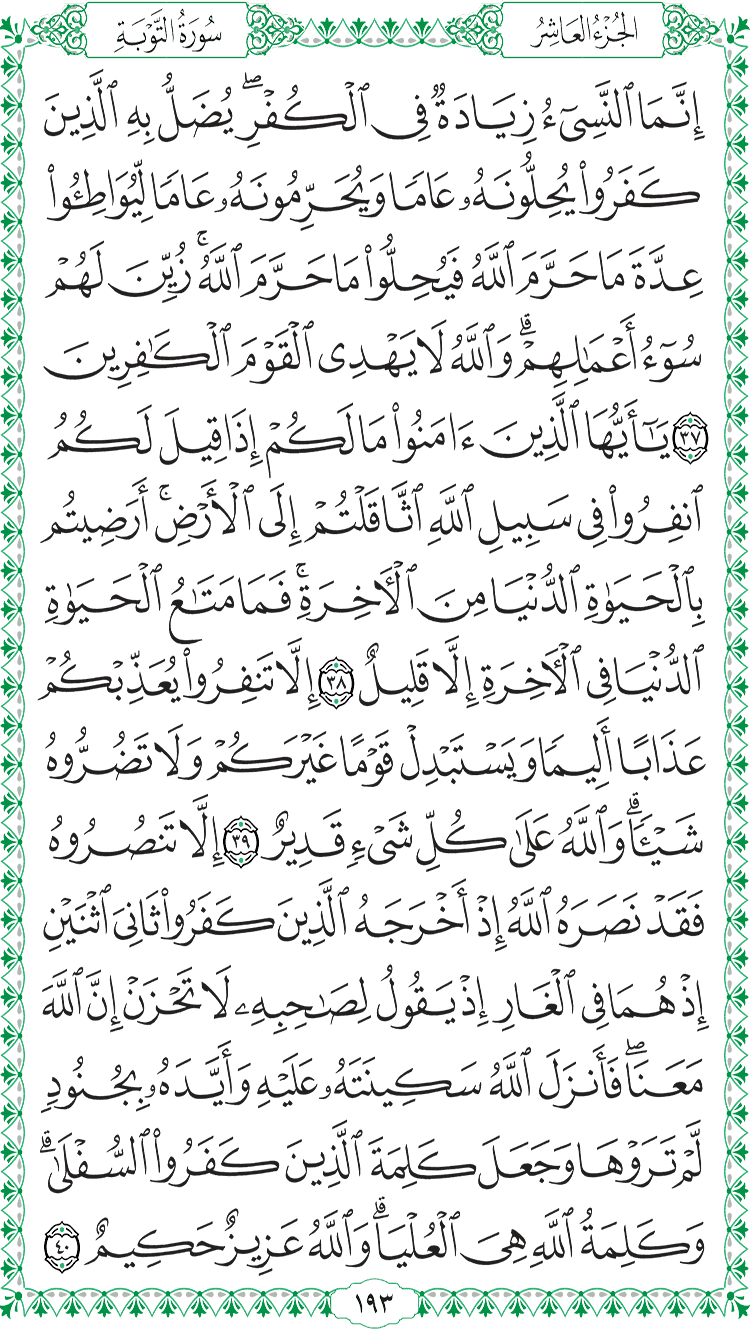 الجُزْءُ العَاشِرُ
سُورَةُ التَّوْبَةِ
إِنَّمَا ٱلنَّسِىٓءُ زِيَادَةٌ فِى ٱلْكُفْرِۖ يُضَلُّ بِهِ ٱلَّذِينَ
كَفَرُوا۟ يُحِلُّونَهُۥ عَامًا وَيُحَرِّمُونَهُۥ عَامًا لِّيُوَاطِـُٔوا۟
عِدَّةَ مَا حَرَّمَ ٱللَّهُ فَيُحِلُّوا۟ مَا حَرَّمَ ٱللَّهُۚ زُيِّنَ لَهُمْ
سُوٓءُ أَعْمَٰلِهِمْۗ وَٱللَّهُ لَا يَهْدِى ٱلْقَوْمَ ٱلْكَٰفِرِينَ
٣٧ يَٰٓأَيُّهَا ٱلَّذِينَ ءَامَنُوا۟ مَا لَكُمْ إِذَا قِيلَ لَكُمُ
ٱنفِرُوا۟ فِى سَبِيلِ ٱللَّهِ ٱثَّاقَلْتُمْ إِلَى ٱلْأَرْضِۚ أَرَضِيتُم
بِٱلْحَيَوٰةِ ٱلدُّنْيَا مِنَ ٱلْءَاخِرَةِۚ فَمَا مَتَٰعُ ٱلْحَيَوٰةِ
ٱلدُّنْيَا فِى ٱلْءَاخِرَةِ إِلَّا قَلِيلٌ ٣٨ إِلَّا تَنفِرُوا۟ يُعَذِّبْكُمْ
عَذَابًا أَلِيمًا وَيَسْتَبْدِلْ قَوْمًا غَيْرَكُمْ وَلَا تَضُرُّوهُ
شَيْـًٔاۗ وَٱللَّهُ عَلَىٰ كُلِّ شَىْءٍ قَدِيرٌ ٣٩ إِلَّا تَنصُرُوهُ
فَقَدْ نَصَرَهُ ٱللَّهُ إِذْ أَخْرَجَهُ ٱلَّذِينَ كَفَرُوا۟ ثَانِىَ ٱثْنَيْنِ
إِذْ هُمَا فِى ٱلْغَارِ إِذْ يَقُولُ لِصَٰحِبِهِۦ لَا تَحْزَنْ إِنَّ ٱللَّهَ
مَعَنَاۖ فَأَنزَلَ ٱللَّهُ سَكِينَتَهُۥ عَلَيْهِ وَأَيَّدَهُۥ بِجُنُودٍ
لَّمْ تَرَوْهَا وَجَعَلَ كَلِمَةَ ٱلَّذِينَ كَفَرُوا۟ ٱلسُّفْلَىٰۗ
وَكَلِمَةُ ٱللَّهِ هِىَ ٱلْعُلْيَاۗ وَٱللَّهُ عَزِيزٌ حَكِيمٌ ٤٠
١٩٣